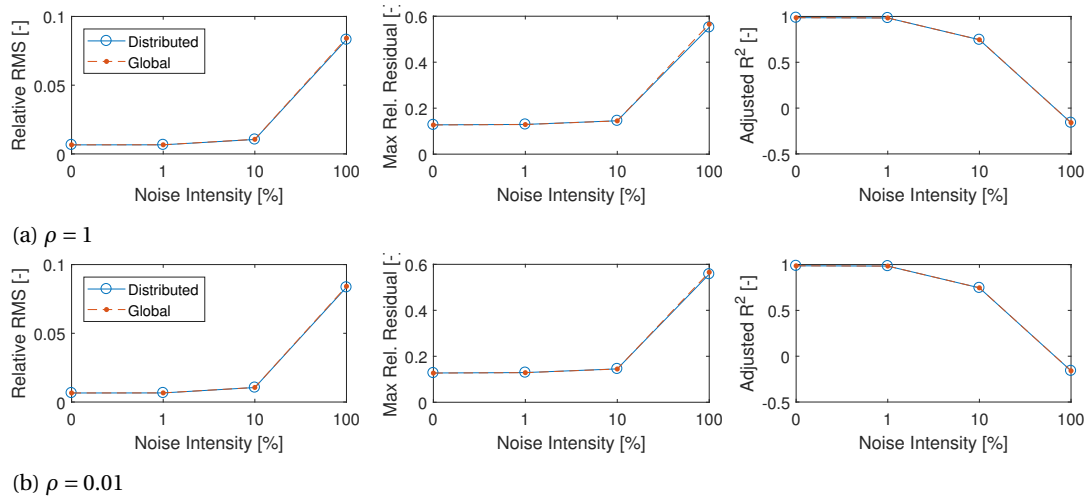 Relative RMS [-]
0.1
0.05
0
Distributed
Global
0 1 10 100
Noise Intensity [%]
Max Rel. Residual [-]
0.6
0.4
0.2
0
0 1 10 100
Noise Intensity [%]
Adjusted R² [-]
1
0.5
0
-0.5
0 1 10 100
Noise Intensity [%]
(a) ρ = 1
Relative RMS [-]
0.1
0.05
0
Distributed
Global
0 1 10 100
Noise Intensity [%]
Max Rel. Residual [-]
0.6
0.4
0.2
0
0 1 10 100
Noise Intensity [%]
Adjusted R² [-]
1
0.5
0
-0.5
0 1 10 100
Noise Intensity [%]
(b) ρ = 0.01